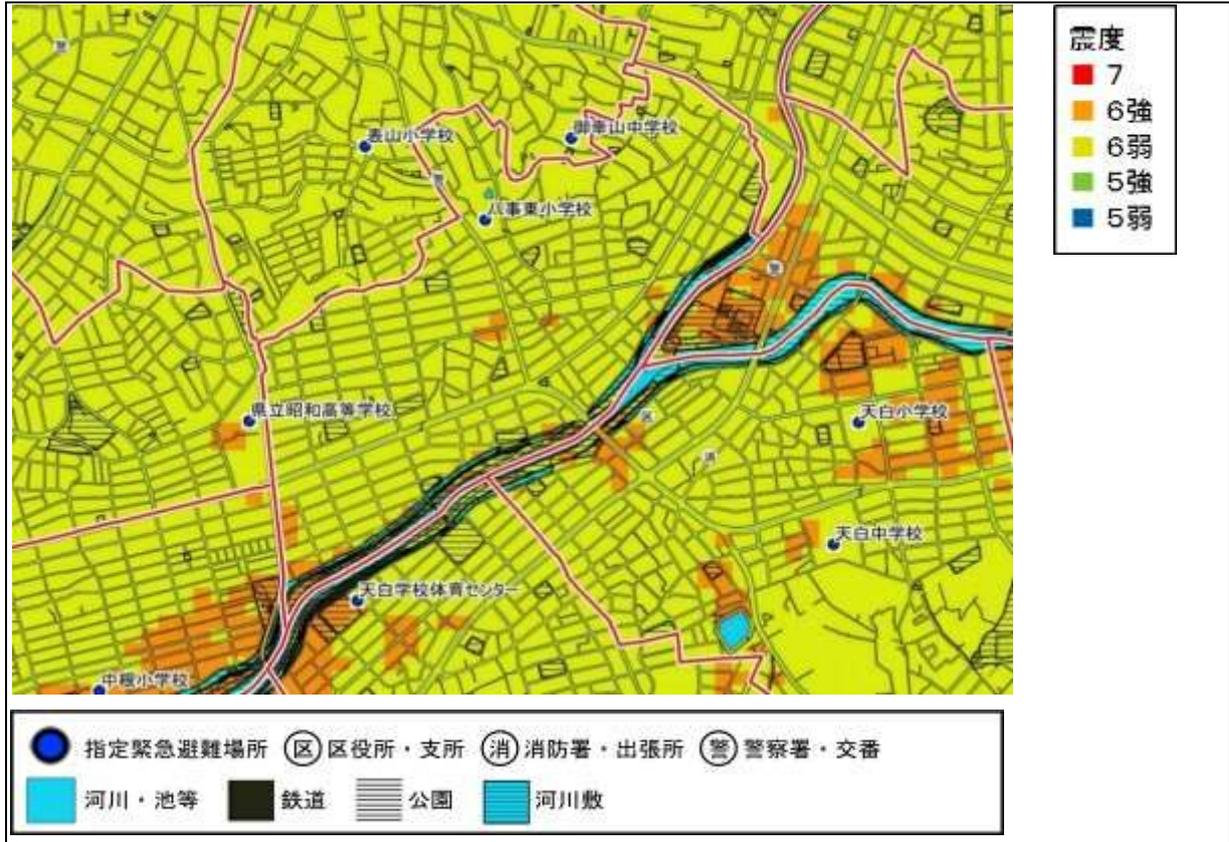 震度
7
6強
6弱
5強
5弱
警
表山小学校
御幸山中学校
警
八事東小学校
警
県立昭和高等学校
区
天白小学校
消
天白中学校
天白学校体育センター
中根小学校
指定緊急避難場所 区 区役所・支所 消 消防署・出張所 警 警察署・交番
河川・池等 鉄道 公園 河川敷